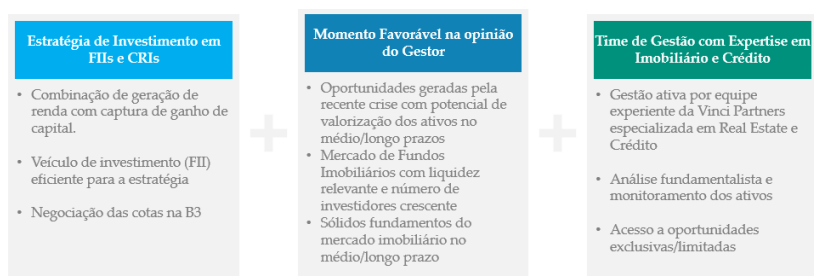 Estratégia de Investimento em
FIIs e CRIs
• Combinação de geração de
renda com captura de ganho de
capital.
• Veículo de investimento (FII)
eficiente para a estratégia
• Negociação das cotas na B3
+
Momento Favorável na opinião
do Gestor
• Oportunidades geradas pela
recente crise com potencial de
valorização dos ativos no
médio/longo prazos
• Mercado de Fundos
Imobiliários com liquidez
relevante e número de
investidores crescente
• Sólidos fundamentos do
mercado imobiliário no
médio/longo prazo
+
Time de Gestão com Expertise em
Imobiliário e Crédito
• Gestão ativa por equipe
experiente da Vinci Partners
especializada em Real Estate e
Crédito
• Análise fundamentalista e
monitoramento dos ativos
• Acesso a oportunidades
exclusivas/limitadas